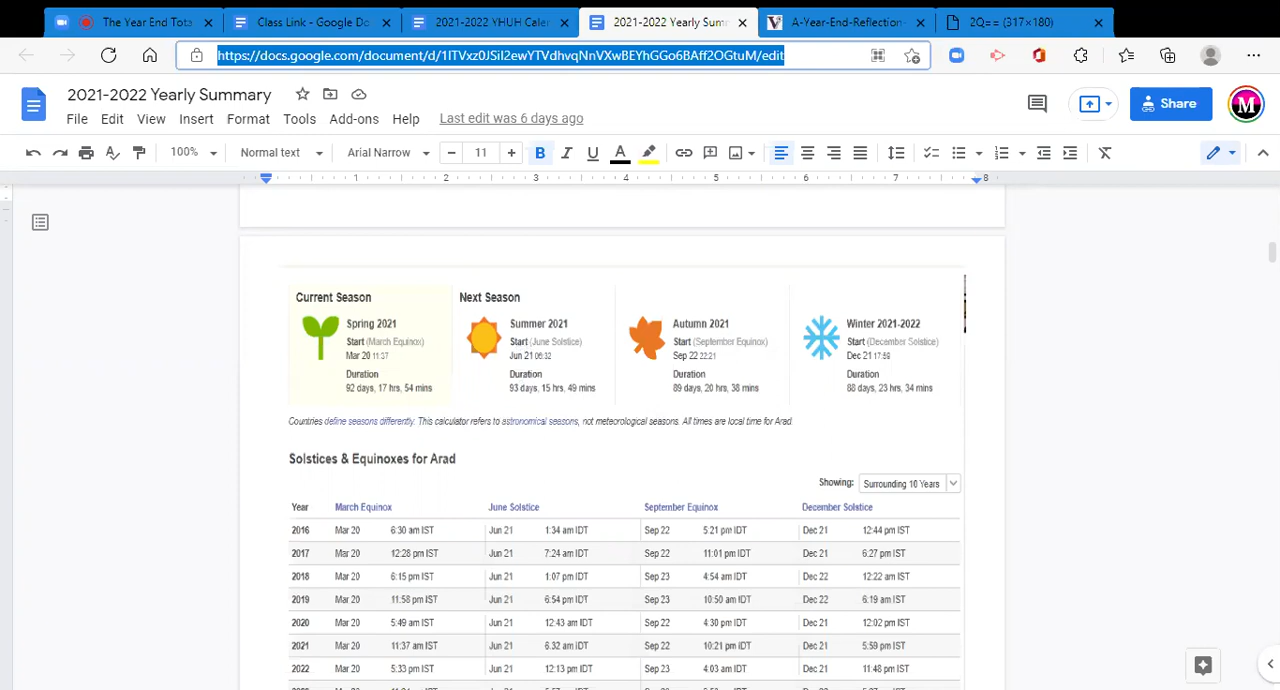 The Year End Tota
Class Link - Google Do
2021-2022 YHUH Caler
2021-2022 Yearly Summ
A-Year-End-Reflection-
2Q== (317×180)
https://docs.google.com/document/d/1lTVxz0JSil2ewYTVdhvqNnVXwBEYhGGo6BAff2OGtuM/edit
2021-2022 Yearly Summary
File Edit View Insert Format Tools Add-ons Help Last edit was 6 days ago
Share
M
100% Normal text Arial Narrow 11
1 2 3 4 5 6 7 8
Current Season
Spring 2021
Start (March Equinox)
Mar 20 11:37
Duration
92 days, 17 hrs, 54 mins
Next Season
Summer 2021
Start (June Solstice)
Jun 21 06:32
Duration
93 days, 15 hrs, 49 mins
Autumn 2021
Start (September Equinox)
Sep 22 22:21
Duration
89 days, 20 hrs, 38 mins
Winter 2021-2022
Start (December Solstice)
Dec 21 17:59
Duration
88 days, 23 hrs, 34 mins
Countries define seasons differently. This calculator refers to astronomical seasons, not meteorological seasons. All times are local time for Arad.
Solstices & Equinoxes for Arad
Showing: Surrounding 10 Years
Year March Equinox June Solstice September Equinox December Solstice
2016 Mar 20 6:30 am IST Jun 21 1:34 am IDT Sep 22 5:21 pm IDT Dec 21 12:44 pm IST
2017 Mar 20 12:28 pm IST Jun 21 7:24 am IDT Sep 22 11:01 pm IDT Dec 21 6:27 pm IST
2018 Mar 20 6:15 pm IST Jun 21 1:07 pm IDT Sep 23 4:54 am IDT Dec 22 12:22 am IST
2019 Mar 20 11:58 pm IST Jun 21 6:54 pm IDT Sep 23 10:50 am IDT Dec 22 6:19 am IST
2020 Mar 20 5:49 am IST Jun 21 12:43 am IDT Sep 22 4:30 pm IDT Dec 21 12:02 pm IST
2021 Mar 20 11:37 am IST Jun 21 6:32 am IDT Sep 22 10:21 pm IDT Dec 21 5:59 pm IST
2022 Mar 20 5:33 pm IST Jun 21 12:13 pm IDT Sep 23 4:03 am IDT Dec 21 11:48 pm IST